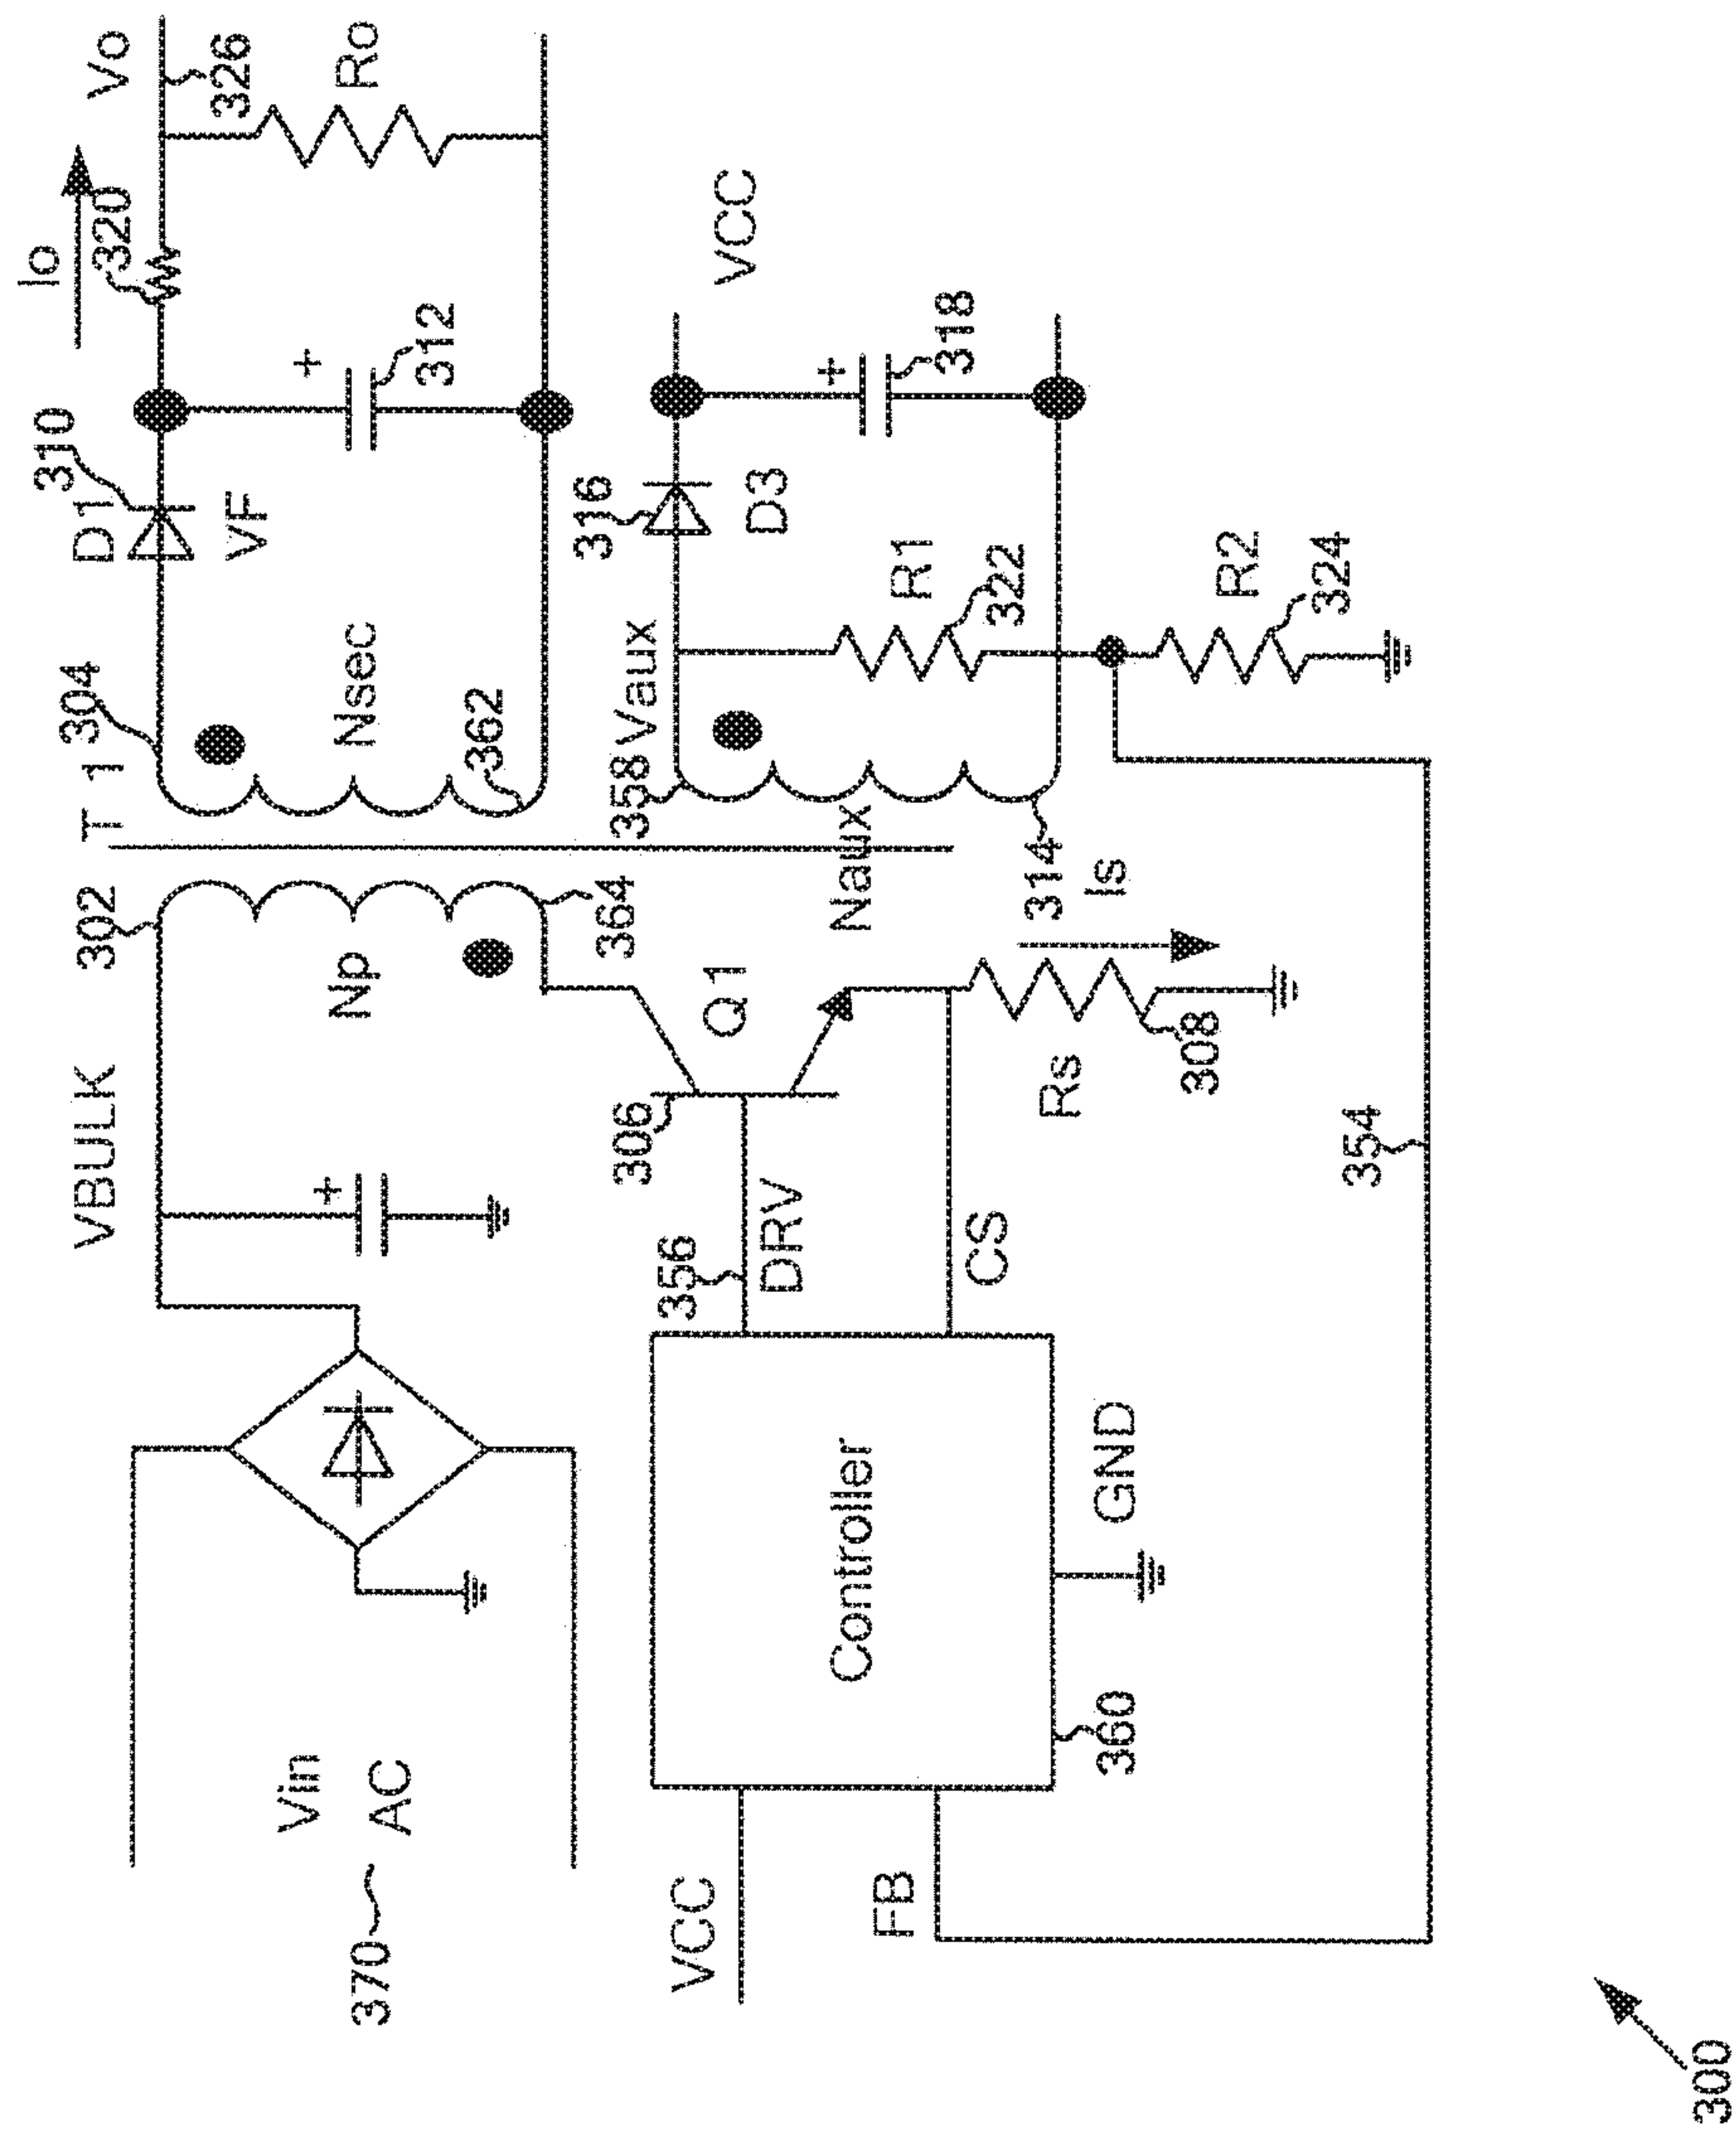 Vin
AC
370
VBULK
302
Np
364
T 1
304
Nsec
362
D1
310
VF
312
Io
320
Vo
326
Ro
VCC
FB
Controller
360
GND
356
DRV
CS
306
Q1
Rs
308
Is
Naux
314
358
Vaux
316
D3
R1
322
318
VCC
R2
324
354
300